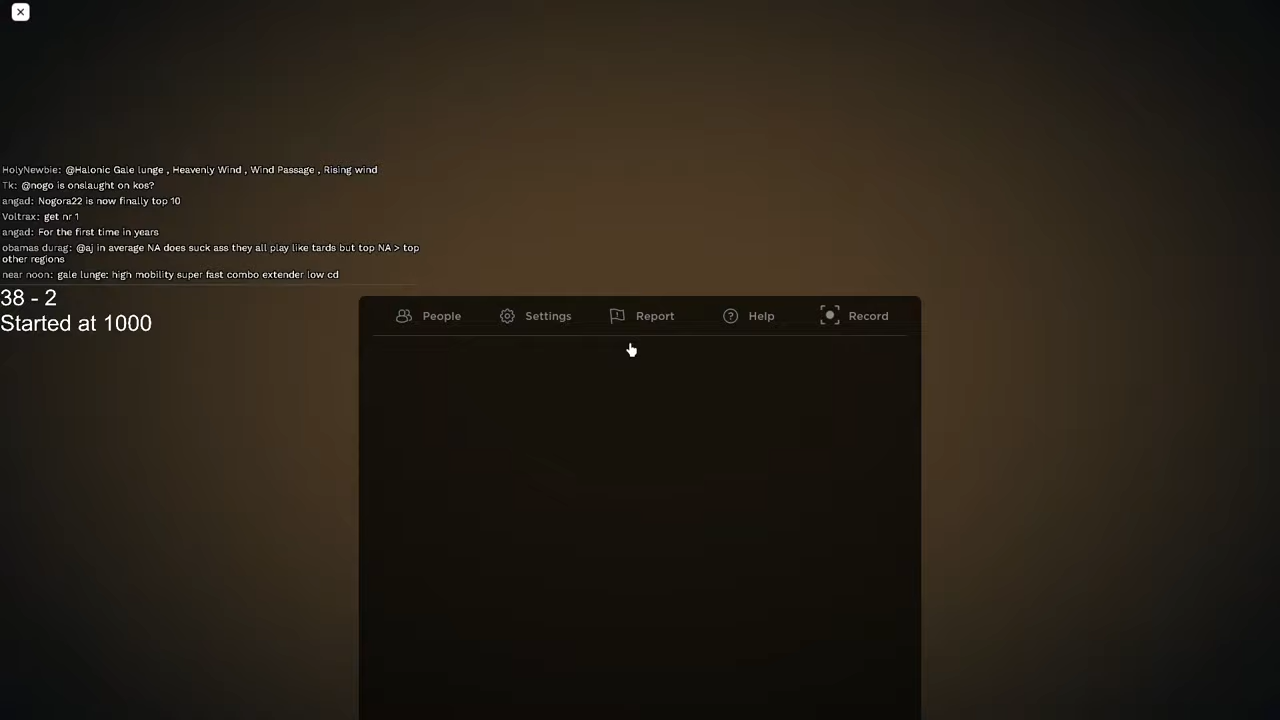 HolyNewbie: @Halonic Gale lunge , Heavenly Wind , Wind Passage , Rising wind
Tk: @nogo is onslaught on kos?
angad: Nogora22 is now finally top 10
Voltrax: get nr 1
angad: For the first time in years
obamas durag: @aj in average NA does suck ass they all play like tards but top NA > top
other regions
near noon: gale lunge: high mobility super fast combo extender low cd
38 - 2
Started at 1000
People Settings Report Help Record